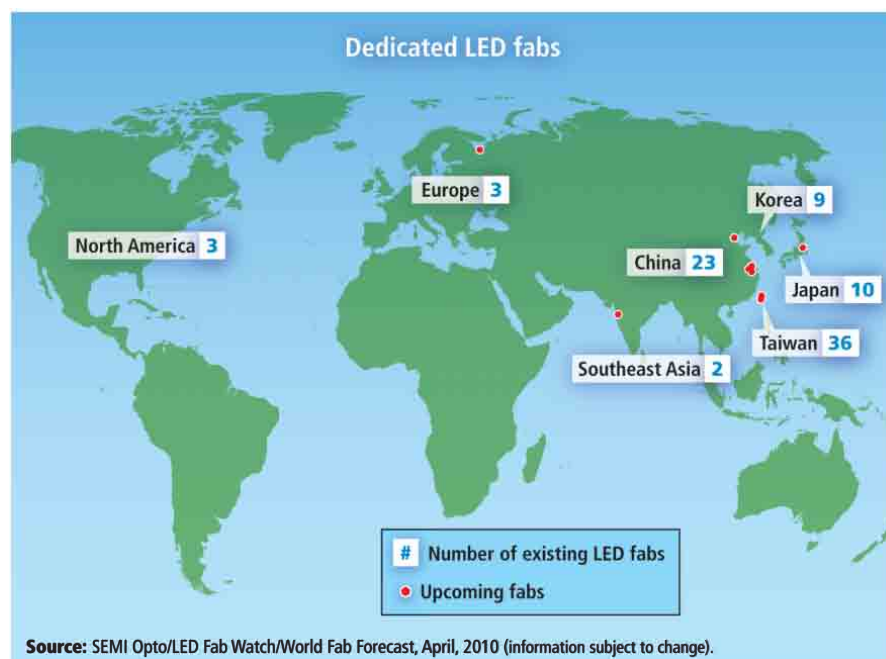 Dedicated LED fabs
Europe 3
Korea 9
North America 3
China 23
Japan 10
Taiwan 36
Southeast Asia 2
# Number of existing LED fabs
Upcoming fabs
Source: SEMI Opto/LED Fab Watch/World Fab Forecast, April, 2010 (information subject to change).